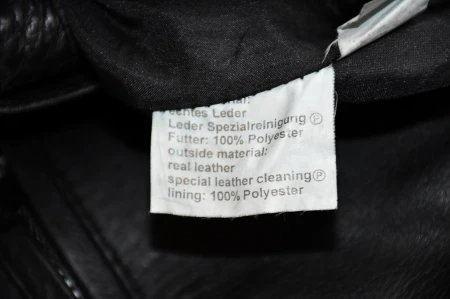 echtes Leder
Leder Spezialreinigung Ⓟ
Futter: 100% Polyester
outside material:
real leather
special leather cleaning Ⓟ
lining: 100% Polyester